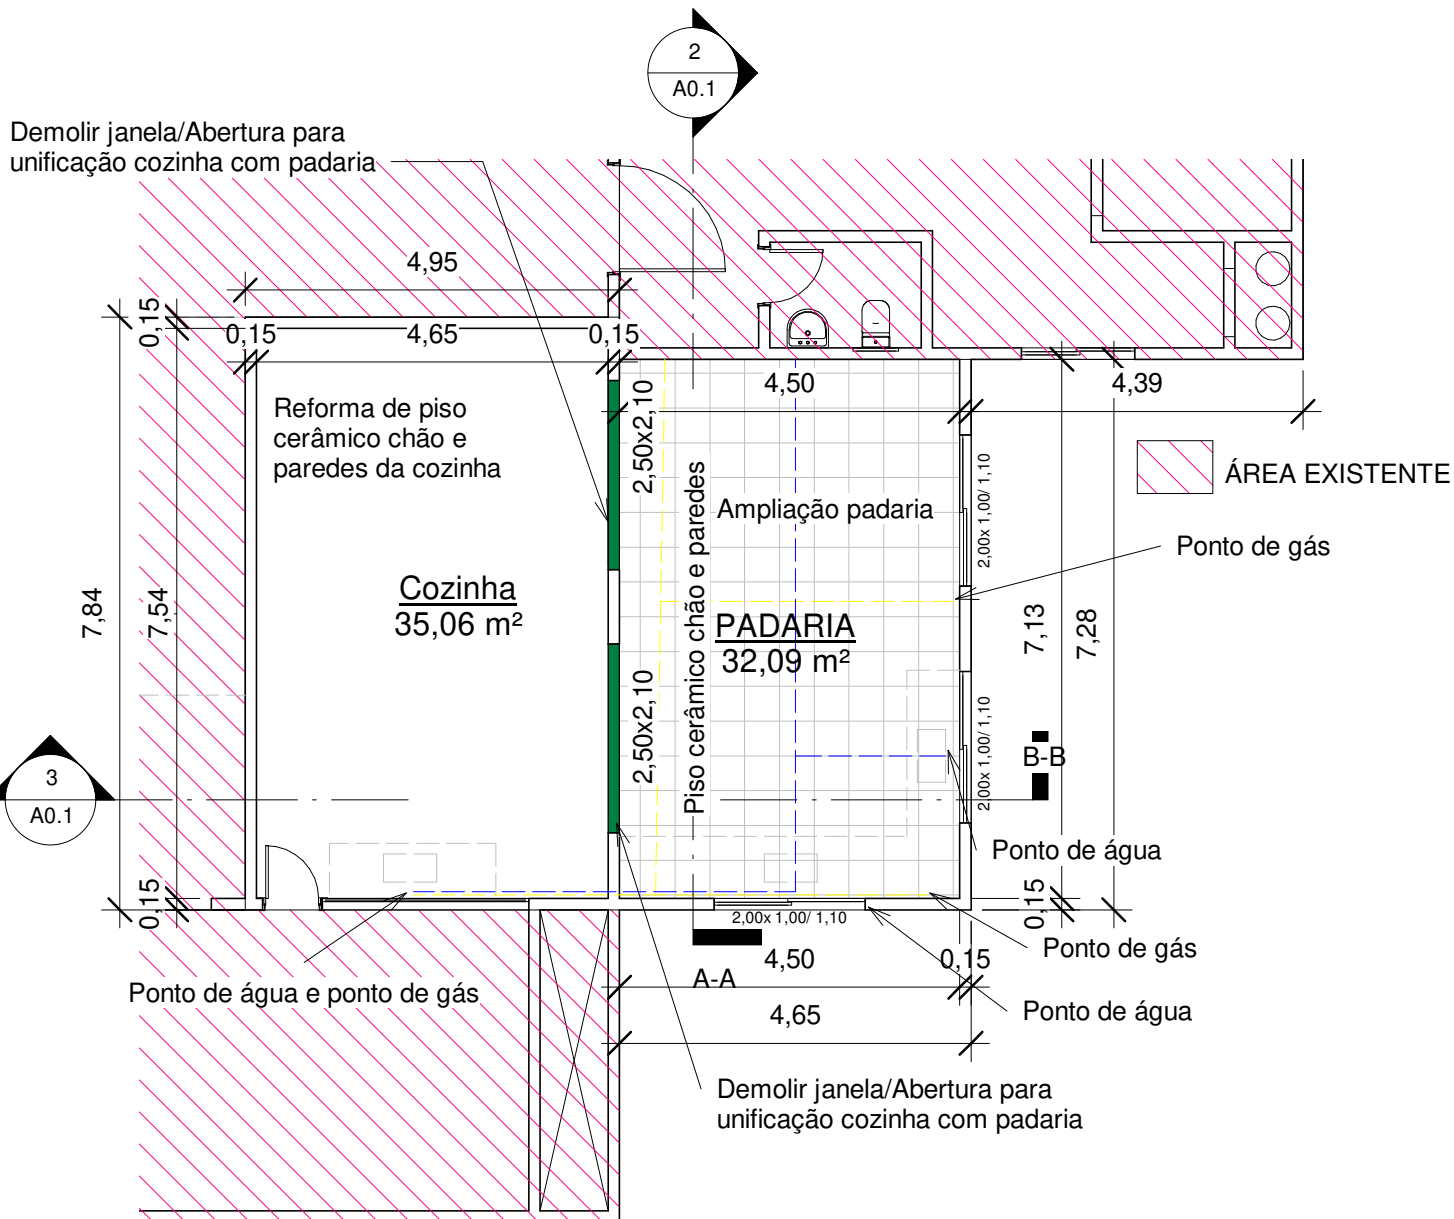 2
A0.1
Demolir janela/Abertura para
unificação cozinha com padaria
4,95
0,15
0,15
4,65
0,15
4,50
4,39
Reforma de piso
cerâmico chão e
paredes da cozinha
2,50x2,10
Piso cerâmico chão e paredes
Ampliação padaria
2,00x 1,00/ 1,10
ÁREA EXISTENTE
Ponto de gás
Cozinha
35,06 m²
PADARIA
32,09 m²
7,84
7,54
7,13
7,28
2,50x2,10
2,00x 1,00/ 1,10
B-B
3
A0.1
Ponto de água
0,15
0,15
2,00x 1,00/ 1,10
Ponto de gás
4,50
0,15
A-A
Ponto de água e ponto de gás
Ponto de água
4,65
Demolir janela/Abertura para
unificação cozinha com padaria